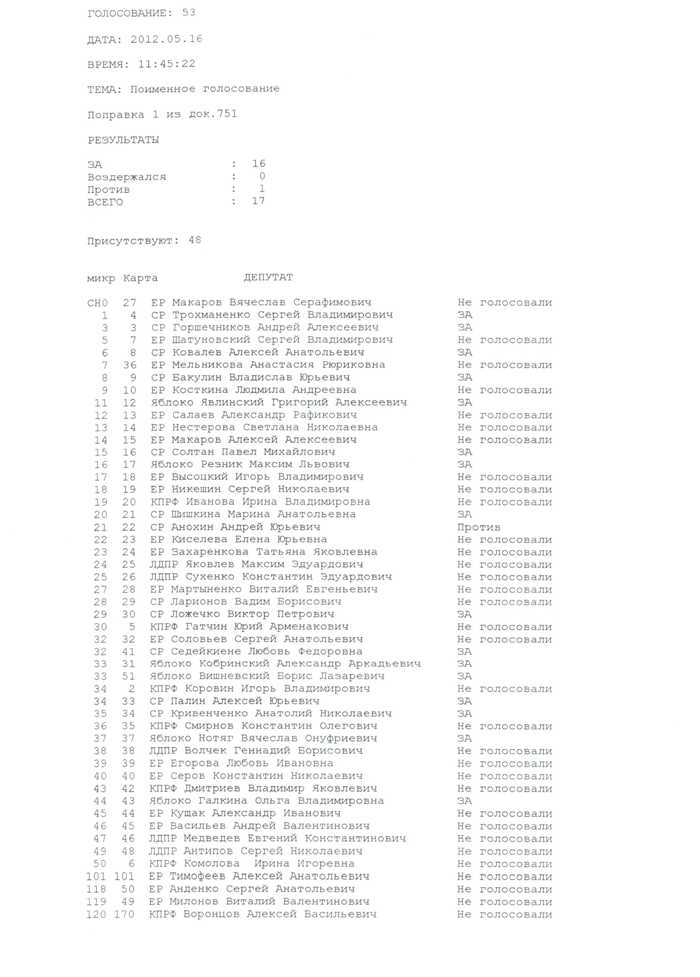 ГОЛОСОВАНИЕ: 53
ДАТА: 2012.05.16
ВРЕМЯ: 11:45:22
ТЕМА: Поименное голосование
Поправка 1 из док.751
РЕЗУЛЬТАТЫ
ЗА : 16
Воздержался : 0
Против : 1
ВСЕГО : 17
Присутствуют: 48
микр Карта ДЕПУТАТ
СН0 27 ЕР Макаров Вячеслав Серафимович Не голосовали
1 4 СР Трохманенко Сергей Владимирович ЗА
3 3 СР Горшечников Андрей Алексеевич ЗА
5 7 ЕР Шатуновский Сергей Владимирович Не голосовали
6 8 СР Ковалев Алексей Анатольевич ЗА
7 36 ЕР Мельникова Анастасия Рюриковна Не голосовали
8 9 СР Бакулин Владислав Юрьевич ЗА
9 10 ЕР Косткина Людмила Андреевна Не голосовали
11 12 Яблоко Явлинский Григорий Алексеевич ЗА
12 13 ЕР Салаев Александр Рафикович Не голосовали
13 14 ЕР Нестерова Светлана Николаевна Не голосовали
14 15 ЕР Макаров Алексей Алексеевич Не голосовали
15 16 СР Солтан Павел Михайлович ЗА
16 17 Яблоко Резник Максим Львович ЗА
17 18 ЕР Высоцкий Игорь Владимирович Не голосовали
18 19 ЕР Никешин Сергей Николаевич Не голосовали
19 20 КПРФ Иванова Ирина Владимировна Не голосовали
20 21 СР Шишкина Марина Анатольевна ЗА
21 22 СР Анохин Андрей Юрьевич Против
22 23 ЕР Киселева Елена Юрьевна Не голосовали
23 24 ЕР Захаренкова Татьяна Яковлевна Не голосовали
24 25 ЛДПР Яковлев Максим Эдуардович Не голосовали
25 26 ЛДПР Сухенко Константин Эдуардович Не голосовали
27 28 ЕР Мартыненко Виталий Евгеньевич Не голосовали
28 29 СР Ларионов Вадим Борисович Не голосовали
29 30 СР Ложечко Виктор Петрович ЗА
30 5 КПРФ Гатчин Юрий Арменакович Не голосовали
32 32 ЕР Соловьев Сергей Анатольевич Не голосовали
32 41 СР Седейкиене Любовь Федоровна ЗА
33 31 Яблоко Кобринский Александр Аркадьевич ЗА
33 51 Яблоко Вишневский Борис Лазаревич ЗА
34 2 КПРФ Коровин Игорь Владимирович Не голосовали
34 33 СР Палин Алексей Юрьевич ЗА
35 34 СР Кривенченко Анатолий Николаевич ЗА
36 35 КПРФ Смирнов Константин Олегович Не голосовали
37 37 Яблоко Нотяг Вячеслав Онуфриевич ЗА
38 38 ЛДПР Волчек Геннадий Борисович Не голосовали
39 39 ЕР Егорова Любовь Ивановна Не голосовали
40 40 ЕР Серов Константин Николаевич Не голосовали
43 42 КПРФ Дмитриев Владимир Яковлевич Не голосовали
44 43 Яблоко Галкина Ольга Владимировна ЗА
45 44 ЕР Кущак Александр Иванович Не голосовали
46 45 ЕР Васильев Андрей Валентинович Не голосовали
47 46 ЛДПР Медведев Евгений Константинович Не голосовали
49 48 ЛДПР Антипов Сергей Николаевич Не голосовали
50 6 КПРФ Комолова Ирина Игоревна Не голосовали
101 101 ЕР Тимофеев Алексей Анатольевич Не голосовали
118 50 ЕР Анденко Сергей Анатольевич Не голосовали
119 49 ЕР Милонов Виталий Валентинович Не голосовали
120 170 КПРФ Воронцов Алексей Васильевич Не голосовали